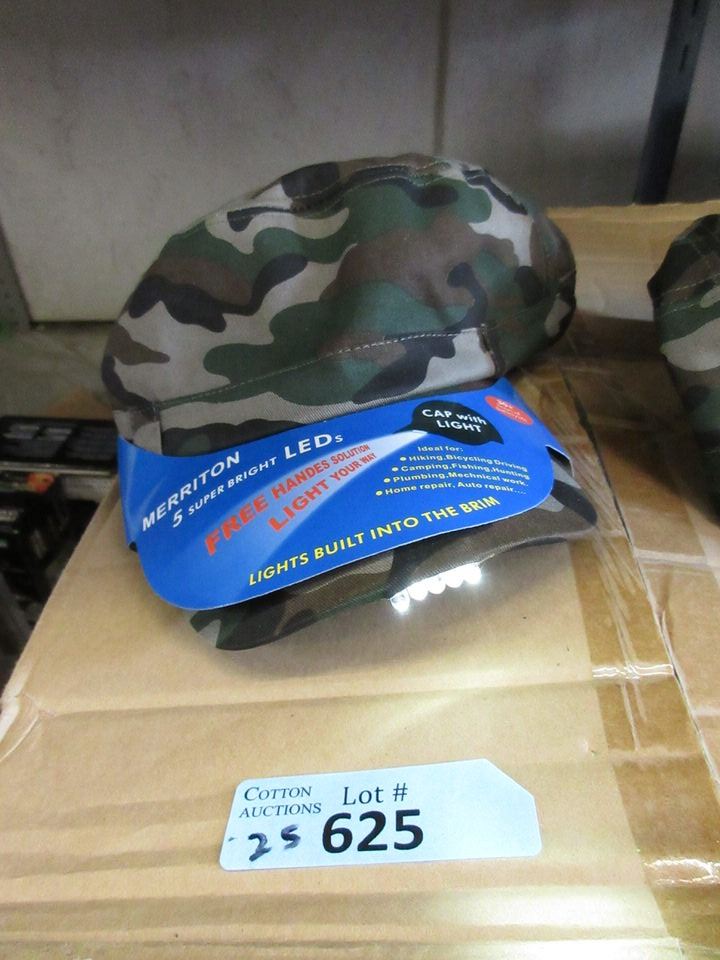 MERRITON
5 SUPER BRIGHT LEDs
FREE HANDES SOLUTION
LIGHT YOUR WAY
LIGHTS BUILT INTO THE BRIM
CAP with
LIGHT
Ideal for:
• Hiking,Bicycling Driving
• Camping,Fishing,Hunting
• Plumbing,Mechnical work.
• Home repair, Auto repair....
COTTON
AUCTIONS
Lot #
25
625